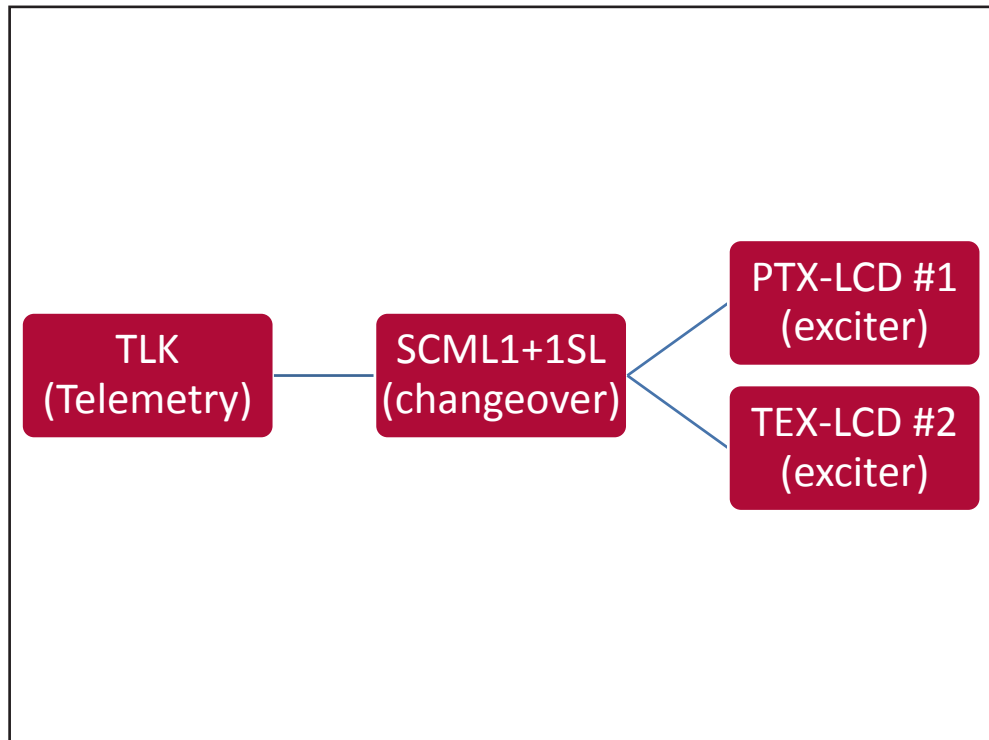 TLK
(Telemetry)
SCML1+1SL
(changeover)
PTX-LCD #1
(exciter)
TEX-LCD #2
(exciter)